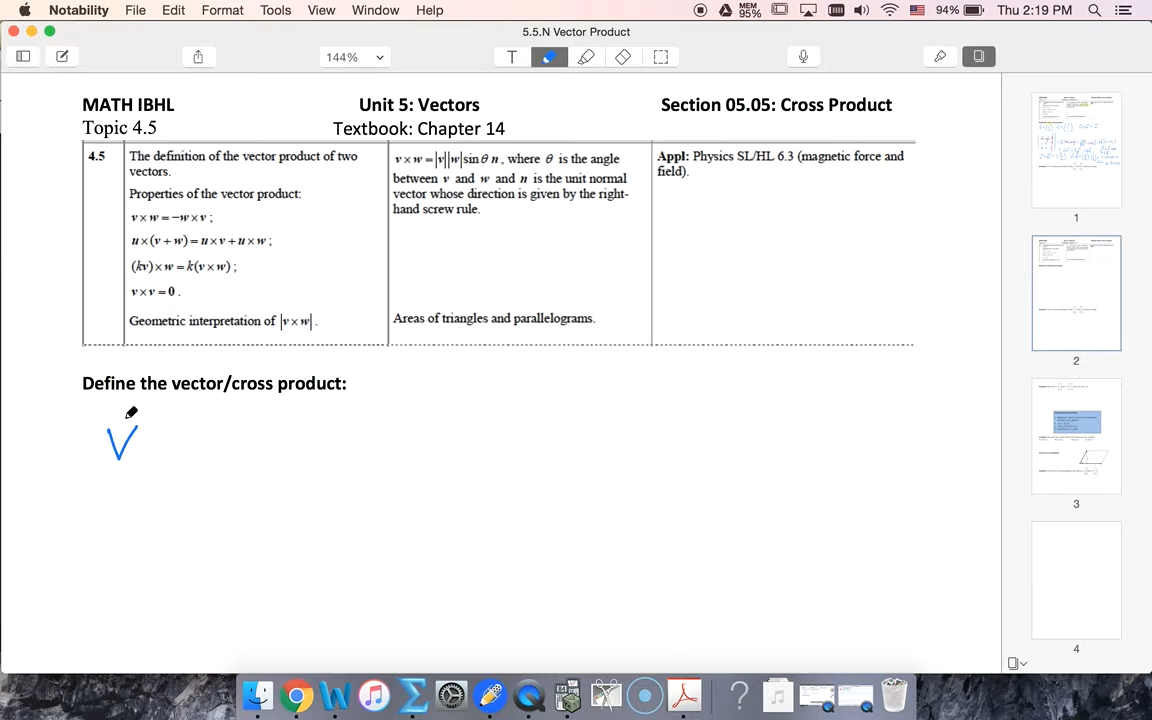 Notability File Edit Format Tools View Window Help MEM 95% 94% Thu 2:19 PM
5.5.N Vector Product
144% T
MATH IBHL Unit 5: Vectors Section 05.05: Cross Product
Topic 4.5 Textbook: Chapter 14
4.5
The definition of the vector product of two
vectors.
Properties of the vector product:
v × w = −w × v ;
u × (v + w) = u × v + u × w ;
(kv) × w = k(v × w) ;
v × v = 0 .
Geometric interpretation of |v × w| .
v × w = |v||w| sin θ n , where θ is the angle
between v and w and n is the unit normal
vector whose direction is given by the right-
hand screw rule.
Areas of triangles and parallelograms.
Appl: Physics SL/HL 6.3 (magnetic force and
field).
Define the vector/cross product:
V
1
2
3
4